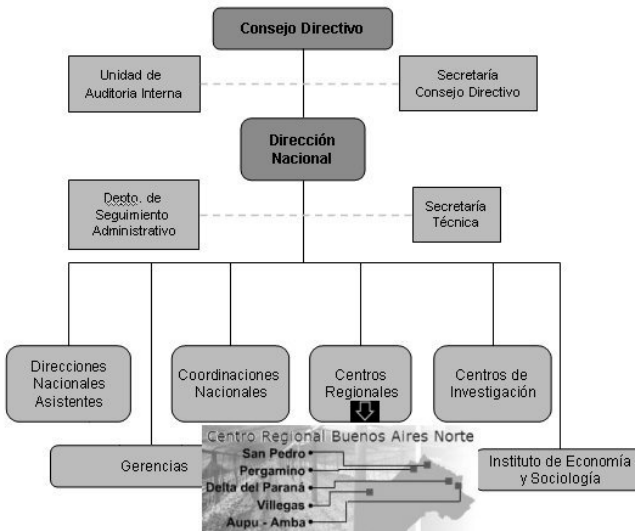 Consejo Directivo
Unidad de
Auditoria Interna
Secretaría
Consejo Directivo
Dirección
Nacional
Depto. de
Seguimiento
Administrativo
Secretaría
Técnica
Direcciones
Nacionales
Asistentes
Coordinaciones
Nacionales
Centros
Regionales
Centros de
Investigación
Gerencias
Centro Regional Buenos Aires Norte
San Pedro
Pergamino
Delta del Paraná
Villegas
Aupu - Amba
Instituto de Economía
y Sociología